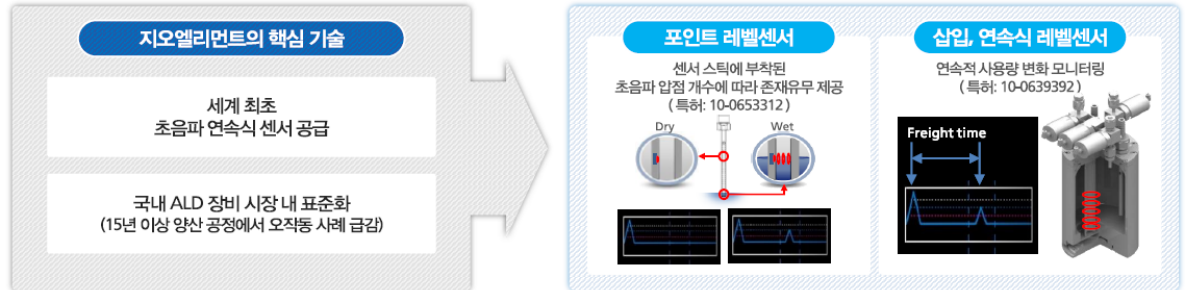 지오엘리먼트의 핵심 기술
세계 최초
초음파 연속식 센서 공급
국내 ALD 장비 시장 내 표준화
(15년 이상 양산 공정에서 오작동 사례 급감)
포인트 레벨센서
센서 스틱에 부착된
초음파 압점 개수에 따라 존재유무 제공
( 특허: 10-0653312 )
Dry
Wet
삽입, 연속식 레벨센서
연속적 사용량 변화 모니터링
( 특허: 10-0639392 )
Freight time